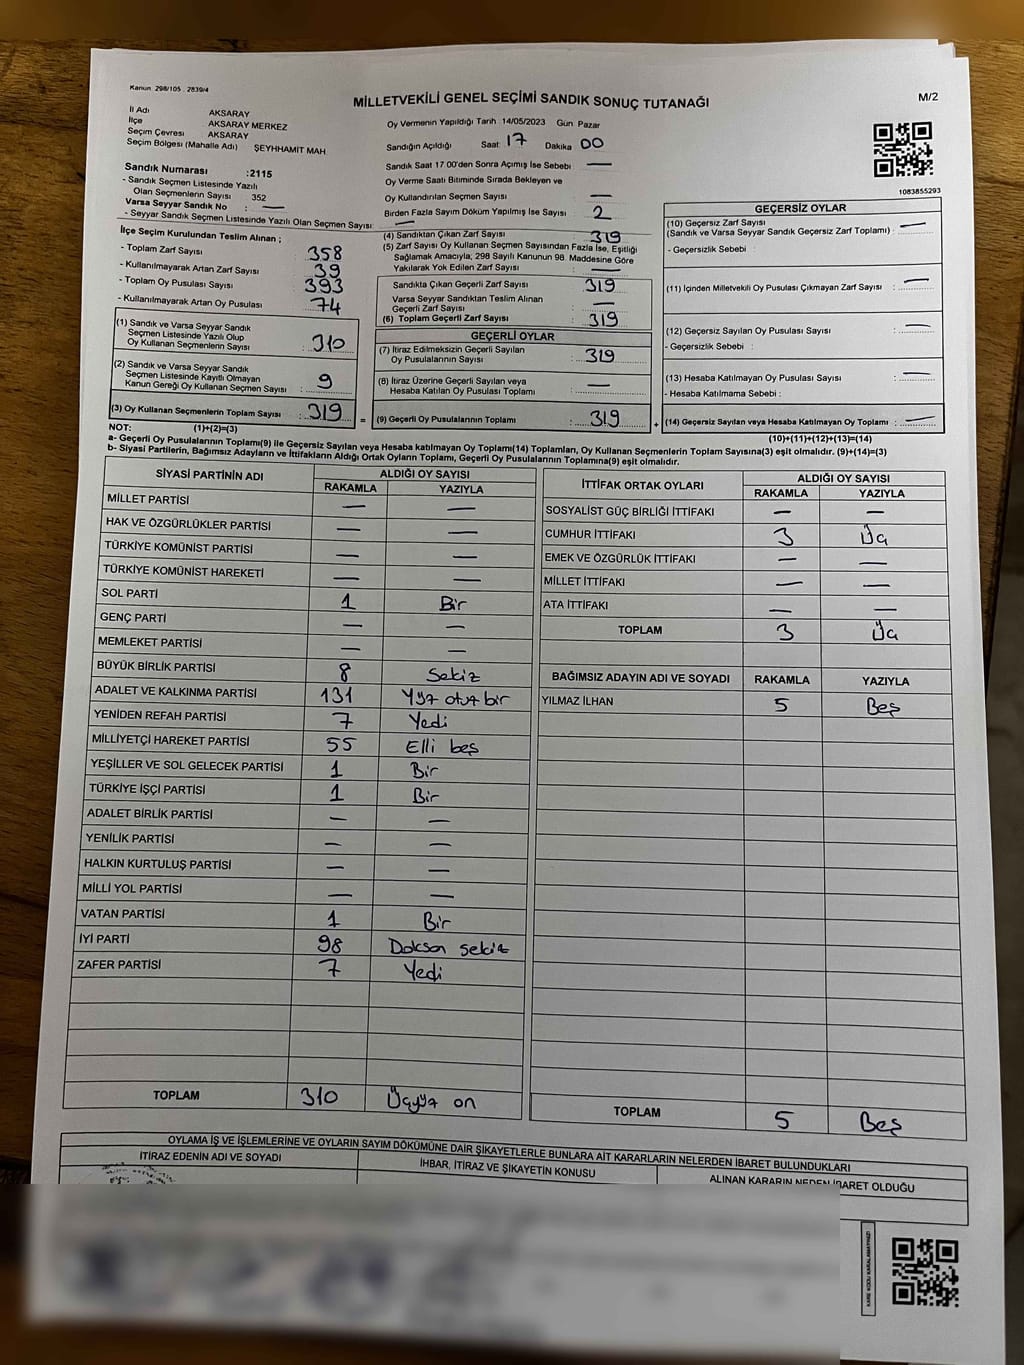 Kanun 298/105 , 2839/4
MİLLETVEKİLİ GENEL SEÇİMİ SANDIK SONUÇ TUTANAĞI
M/2
İl Adı AKSARAY
İlçe AKSARAY MERKEZ
Seçim Çevresi AKSARAY
Seçim Bölgesi (Mahalle Adı) ŞEYHHAMİT MAH.
Sandık Numarası :2115
- Sandık Seçmen Listesinde Yazılı
Olan Seçmenlerin Sayısı 352
Varsa Seyyar Sandık No : —
- Seyyar Sandık Seçmen Listesinde Yazılı Olan Seçmen Sayısı: —
İlçe Seçim Kurulundan Teslim Alınan ;
- Toplam Zarf Sayısı : 358
- Kullanılmayarak Artan Zarf Sayısı : 39
- Toplam Oy Pusulası Sayısı : 393
- Kullanılmayarak Artan Oy Pusulası : 74
(1) Sandık ve Varsa Seyyar Sandık
Seçmen Listesinde Yazılı Olup
Oy Kullanan Seçmenlerin Sayısı : 310
(2) Sandık ve Varsa Seyyar Sandık
Seçmen Listesinde Kayıtlı Olmayan
Kanun Gereği Oy Kullanan Seçmen Sayısı : 9
(3) Oy Kullanan Seçmenlerin Toplam Sayısı : 319 =
Oy Vermenin Yapıldığı Tarih 14/05/2023 Gün Pazar
Sandığın Açıldığı Saat: 17 Dakika 00
Sandık Saat 17.00'den Sonra Açımış İse Sebebi : —
Oy Verme Saati Bitiminde Sırada Bekleyen ve
Oy Kullandırılan Seçmen Sayısı : —
Birden Fazla Sayım Döküm Yapılmış İse Sayısı : 2
(4) Sandıktan Çıkan Zarf Sayısı : 319
(5) Zarf Sayısı Oy Kullanan Seçmen Sayısından Fazla İse, Eşitliği
Sağlamak Amacıyla; 298 Sayılı Kanunun 98. Maddesine Göre
Yakılarak Yok Edilen Zarf Sayısı : —
Sandıkta Çıkan Geçerli Zarf Sayısı : 319
Varsa Seyyar Sandıktan Teslim Alınan
Geçerli Zarf Sayısı : —
(6) Toplam Geçerli Zarf Sayısı : 319
GEÇERLİ OYLAR
(7) İtiraz Edilmeksizin Geçerli Sayılan
Oy Pusulalarının Sayısı : 319
(8) İtiraz Üzerine Geçerli Sayılan veya
Hesaba Katılan Oy Pusulası Toplamı : —
(9) Geçerli Oy Pusulalarının Toplamı : 319 +
1083855293
GEÇERSİZ OYLAR
(10) Geçersiz Zarf Sayısı
(Sandık ve Varsa Seyyar Sandık Geçersiz Zarf Toplamı) : —
- Geçersizlik Sebebi :
(11) İçinden Milletvekili Oy Pusulası Çıkmayan Zarf Sayısı : —
(12) Geçersiz Sayılan Oy Pusulası Sayısı : —
- Geçersizlik Sebebi :
(13) Hesaba Katılmayan Oy Pusulası Sayısı : —
- Hesaba Katılmama Sebebi :
(14) Geçersiz Sayılan veya Hesaba Katılmayan Oy Toplamı : —
NOT: (1)+(2)=(3)
(10)+(11)+(12)+(13)=(14)
a- Geçerli Oy Pusulalarının Toplamı(9) ile Geçersiz Sayılan veya Hesaba katılmayan Oy Toplamı(14) Toplamları, Oy Kullanan Seçmenlerin Toplam Sayısına(3) eşit olmalıdır. (9)+(14)=(3)
b- Siyasi Partilerin, Bağımsız Adayların ve İttifakların Aldığı Ortak Oyların Toplamı, Geçerli Oy Pusulalarının Toplamına(9) eşit olmalıdır.
SİYASİ PARTİNİN ADI ALDIĞI OY SAYISI
RAKAMLA YAZIYLA
MİLLET PARTİSİ — —
HAK VE ÖZGÜRLÜKLER PARTİSİ — —
TÜRKİYE KOMÜNİST PARTİSİ — —
TÜRKİYE KOMÜNİST HAREKETİ — —
SOL PARTİ 1 Bir
GENÇ PARTİ — —
MEMLEKET PARTİSİ — —
BÜYÜK BİRLİK PARTİSİ 8 Sekiz
ADALET VE KALKINMA PARTİSİ 131 Yüz otuz bir
YENİDEN REFAH PARTİSİ 7 Yedi
MİLLİYETÇİ HAREKET PARTİSİ 55 Elli beş
YEŞİLLER VE SOL GELECEK PARTİSİ 1 Bir
TÜRKİYE İŞÇİ PARTİSİ 1 Bir
ADALET BİRLİK PARTİSİ — —
YENİLİK PARTİSİ — —
HALKIN KURTULUŞ PARTİSİ — —
MİLLİ YOL PARTİSİ — —
VATAN PARTİSİ 1 Bir
İYİ PARTİ 98 Doksan sekiz
ZAFER PARTİSİ 7 Yedi
TOPLAM 310 Üçyüz on
İTTİFAK ORTAK OYLARI ALDIĞI OY SAYISI
RAKAMLA YAZIYLA
SOSYALİST GÜÇ BİRLİĞİ İTTİFAKI — —
CUMHUR İTTİFAKI 3 Üç
EMEK VE ÖZGÜRLÜK İTTİFAKI — —
MİLLET İTTİFAKI — —
ATA İTTİFAKI — —
TOPLAM 3 Üç
BAĞIMSIZ ADAYIN ADI VE SOYADI RAKAMLA YAZIYLA
YILMAZ İLHAN 5 Beş
TOPLAM 5 Beş
OYLAMA İŞ VE İŞLEMLERİNE VE OYLARIN SAYIM DÖKÜMÜNE DAİR ŞİKAYETLERLE BUNLARA AİT KARARLARIN NELERDEN İBARET BULUNDUKLARI
İTİRAZ EDENİN ADI VE SOYADI İHBAR, İTİRAZ VE ŞİKAYETİN KONUSU ALINAN KARARIN NEDEN İBARET OLDUĞU
KARE KODU KARALAMAYINIZ!